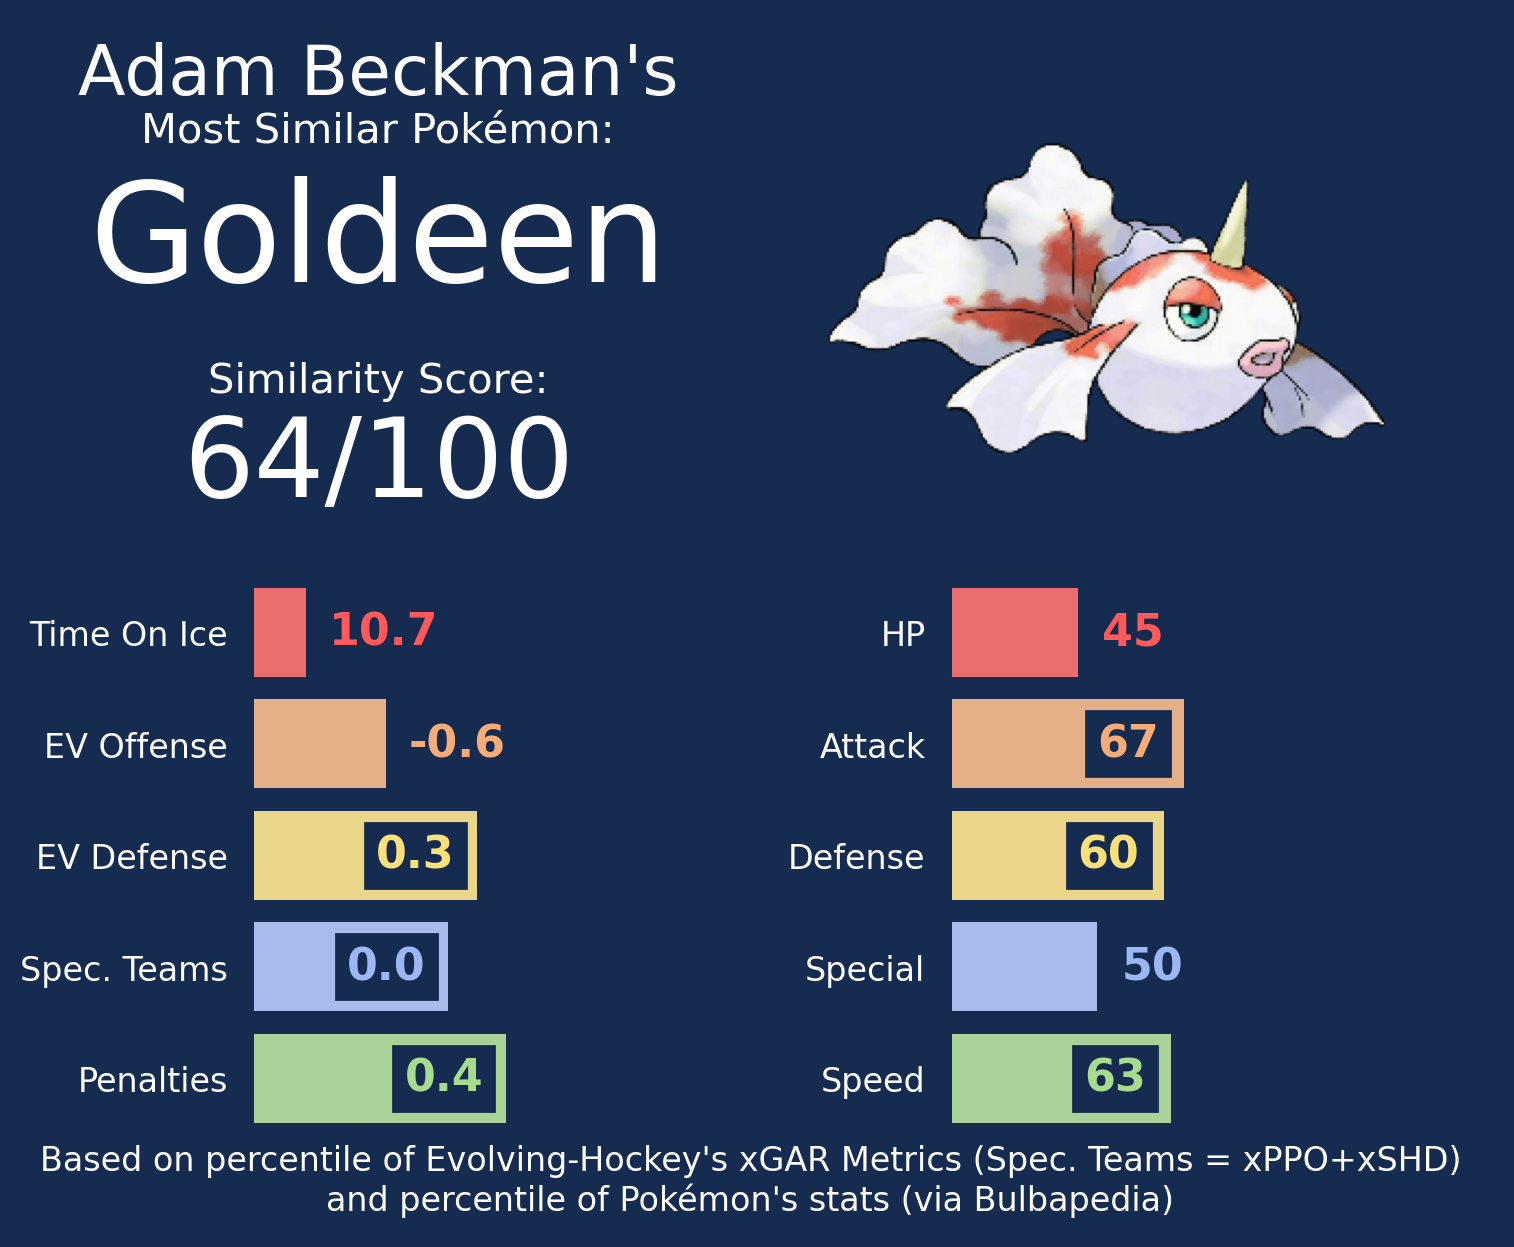 Adam Beckman's
Most Similar Pokémon:
Goldeen
Similarity Score:
64/100
Time On Ice 10.7
EV Offense -0.6
EV Defense 0.3
Spec. Teams 0.0
Penalties 0.4
HP 45
Attack 67
Defense 60
Special 50
Speed 63
Based on percentile of Evolving-Hockey's xGAR Metrics (Spec. Teams = xPPO+xSHD)
and percentile of Pokémon's stats (via Bulbapedia)